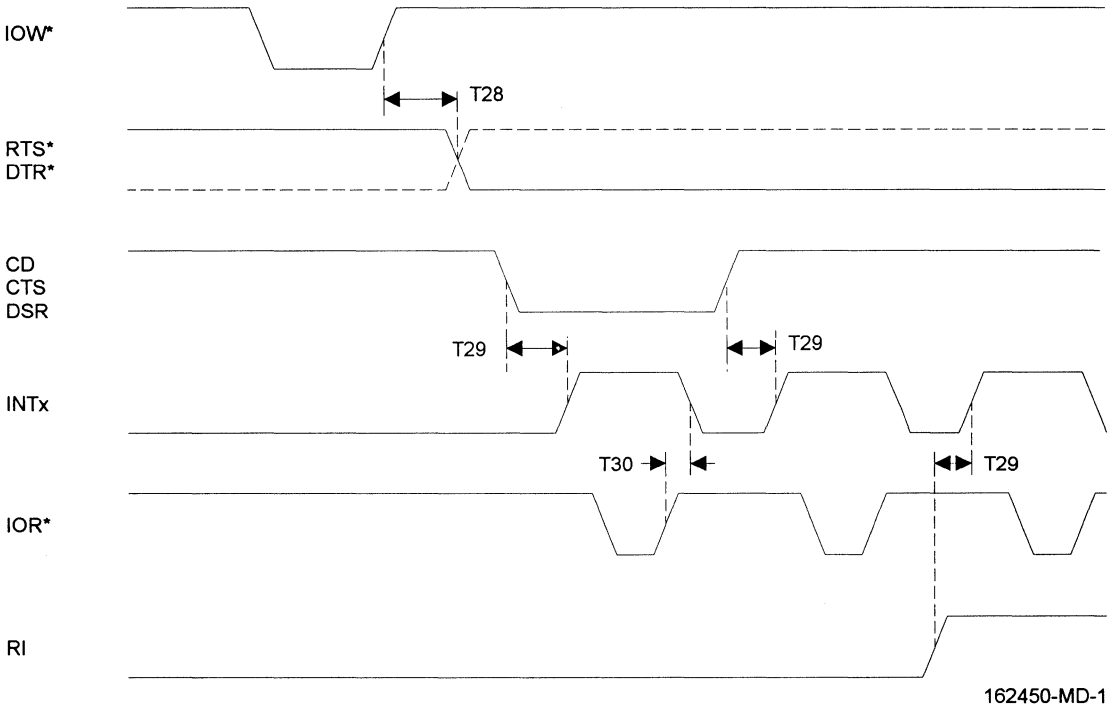 IOW*
T28
RTS*
DTR*
CD
CTS
DSR
T29
T29
INTx
T30
T29
IOR*
RI
162450-MD-1